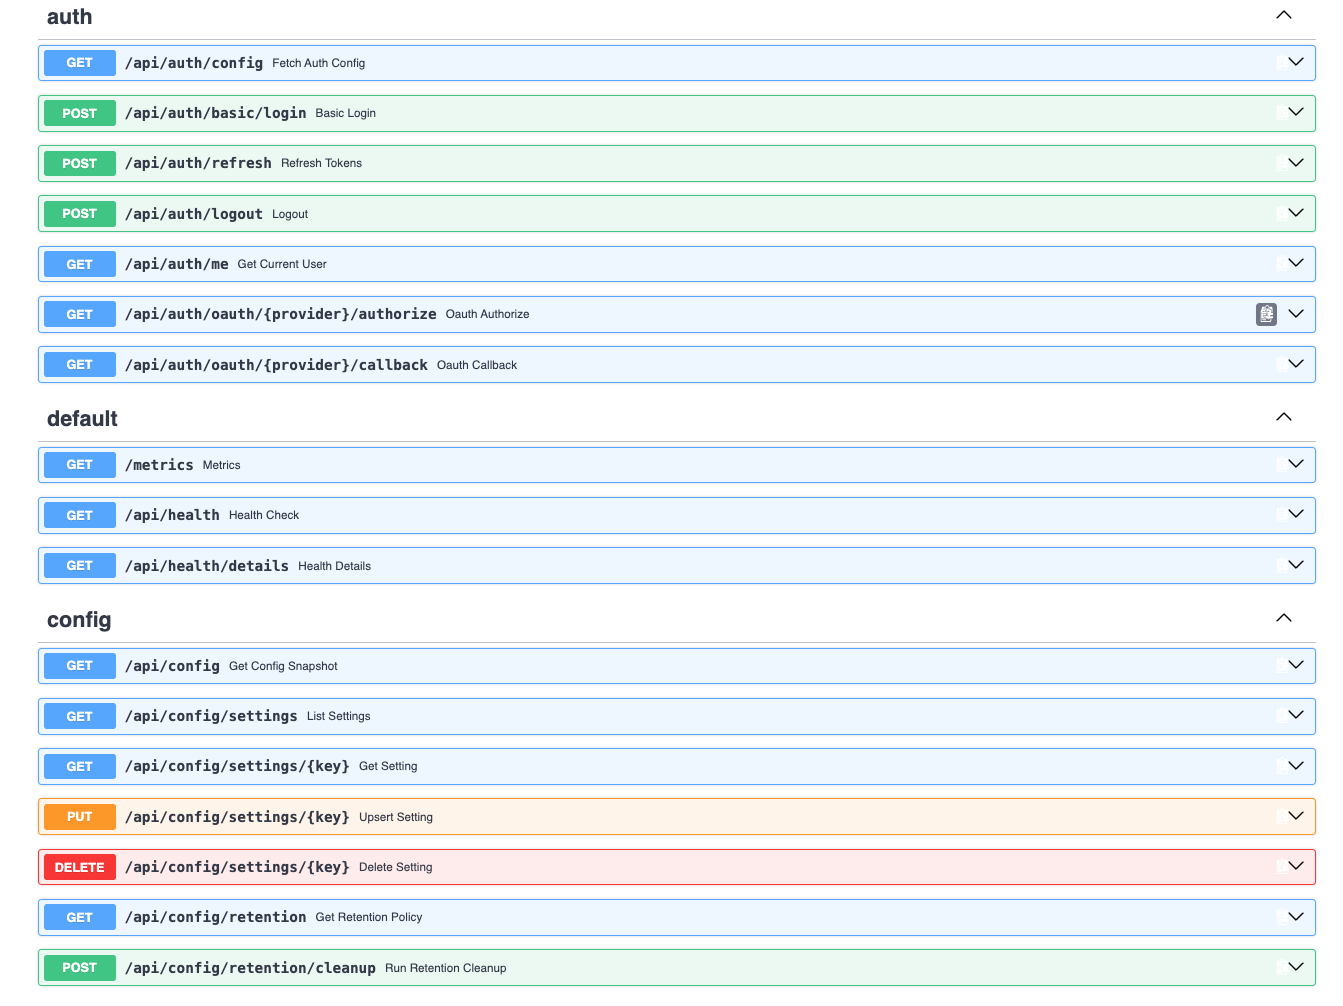 auth
GET /api/auth/config Fetch Auth Config
POST /api/auth/basic/login Basic Login
POST /api/auth/refresh Refresh Tokens
POST /api/auth/logout Logout
GET /api/auth/me Get Current User
GET /api/auth/oauth/{provider}/authorize Oauth Authorize
GET /api/auth/oauth/{provider}/callback Oauth Callback
default
GET /metrics Metrics
GET /api/health Health Check
GET /api/health/details Health Details
config
GET /api/config Get Config Snapshot
GET /api/config/settings List Settings
GET /api/config/settings/{key} Get Setting
PUT /api/config/settings/{key} Upsert Setting
DELETE /api/config/settings/{key} Delete Setting
GET /api/config/retention Get Retention Policy
POST /api/config/retention/cleanup Run Retention Cleanup